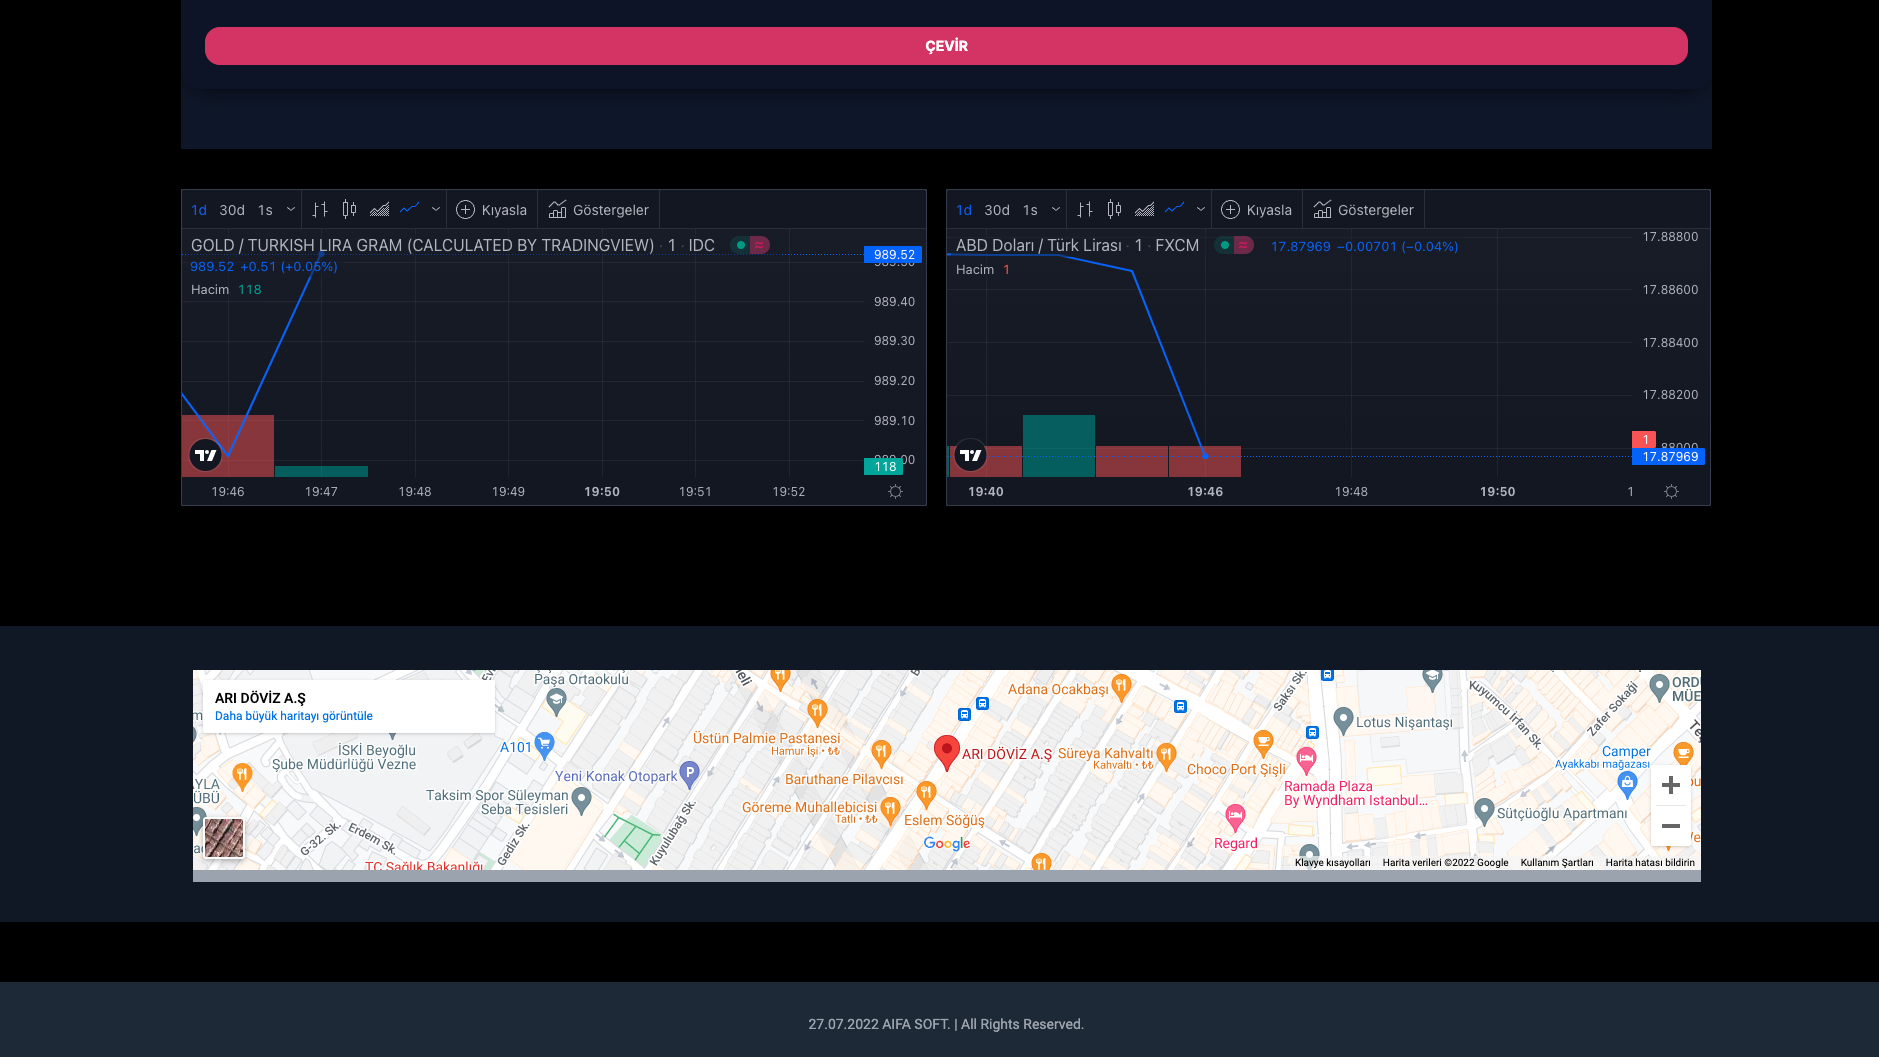 ÇEVİR
1d 30d 1s Kıyasla Göstergeler
GOLD / TURKISH LIRA GRAM (CALCULATED BY TRADINGVIEW) · 1 · IDC
989.52 +0.51 (+0.05%)
Hacim 118
989.52
989.40
989.30
989.20
989.10
118
19:46 19:47 19:48 19:49 19:50 19:51 19:52
1d 30d 1s Kıyasla Göstergeler
ABD Doları / Türk Lirası · 1 · FXCM 17.87969 −0.00701 (−0.04%)
Hacim 1
17.88800
17.88600
17.88400
17.88200
1
17.87969
19:40 19:46 19:48 19:50 1
ARI DÖVİZ A.Ş
Daha büyük haritayı görüntüle
Paşa Ortaokulu
Adana Ocakbaşı
Saksı Sk.
Kuyumcu İrfan Sk.
Zafer Sokağı
Lotus Nişantaşı
İSKİ Beyoğlu
Şube Müdürlüğü Vezne
A101
Üstün Palmie Pastanesi
Hamur İşi • ₺₺
ARI DÖVİZ A.Ş
Süreya Kahvaltı
Kahvaltı • ₺₺
Choco Port Şişli
Camper
Ayakkabı mağazası
Yeni Konak Otopark
Baruthane Pilavcısı
Ramada Plaza
By Wyndham Istanbul...
Taksim Spor Süleyman
Seba Tesisleri
Göreme Muhallebicisi
Tatlı • ₺₺
Eslem Söğüş
Sütçüoğlu Apartmanı
G-32. Sk.
Erdem Sk.
Gediz Sk.
Kuyulubağ Sk.
Google
Regard
TC Sağlık Bakanlığı
Klavye kısayolları Harita verileri ©2022 Google Kullanım Şartları Harita hatası bildirin
27.07.2022 AIFA SOFT. | All Rights Reserved.